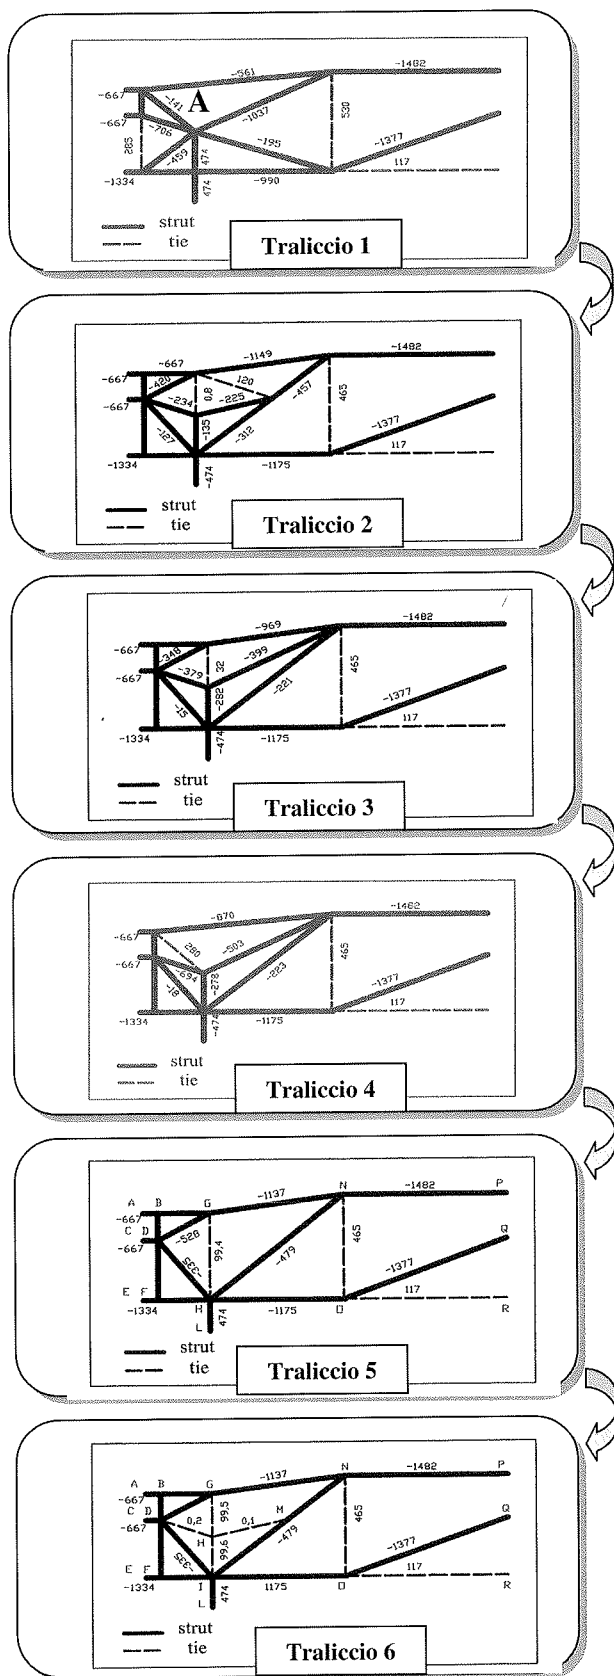 -561
-1482
-667
-141
A
-1037
530
-667
-706
285
-459
474
-195
-1377
117
-1334
474
-990
strut
tie
Traliccio 1
-667
-1149
-1482
-667
-420
0,8
120
-457
-234
-225
465
-127
-135
-312
-1377
117
-1334
-474
-1175
strut
tie
Traliccio 2
-969
-1482
-667
-348
32
-399
465
-667
-379
-282
-221
-1377
-15
117
-1334
-474
-1175
strut
tie
Traliccio 3
-870
-1482
-667
280
-503
465
-667
-694
-278
-223
-1377
-18
117
-1334
-474
-1175
strut
tie
Traliccio 4
A B G -1137 N -1482 P
-667
C D -528 99,4 465 Q
-667 -479
-335 -1377
117
E F H O R
-1334 474 -1175
L
strut
tie
Traliccio 5
A B G -1137 N -1482 P
-667
C D 0,2 99,5 0,1 M 465 Q
-667 H -479
-335 99,6 -1377
117
E F I O R
-1334 474 1175
L
strut
tie
Traliccio 6